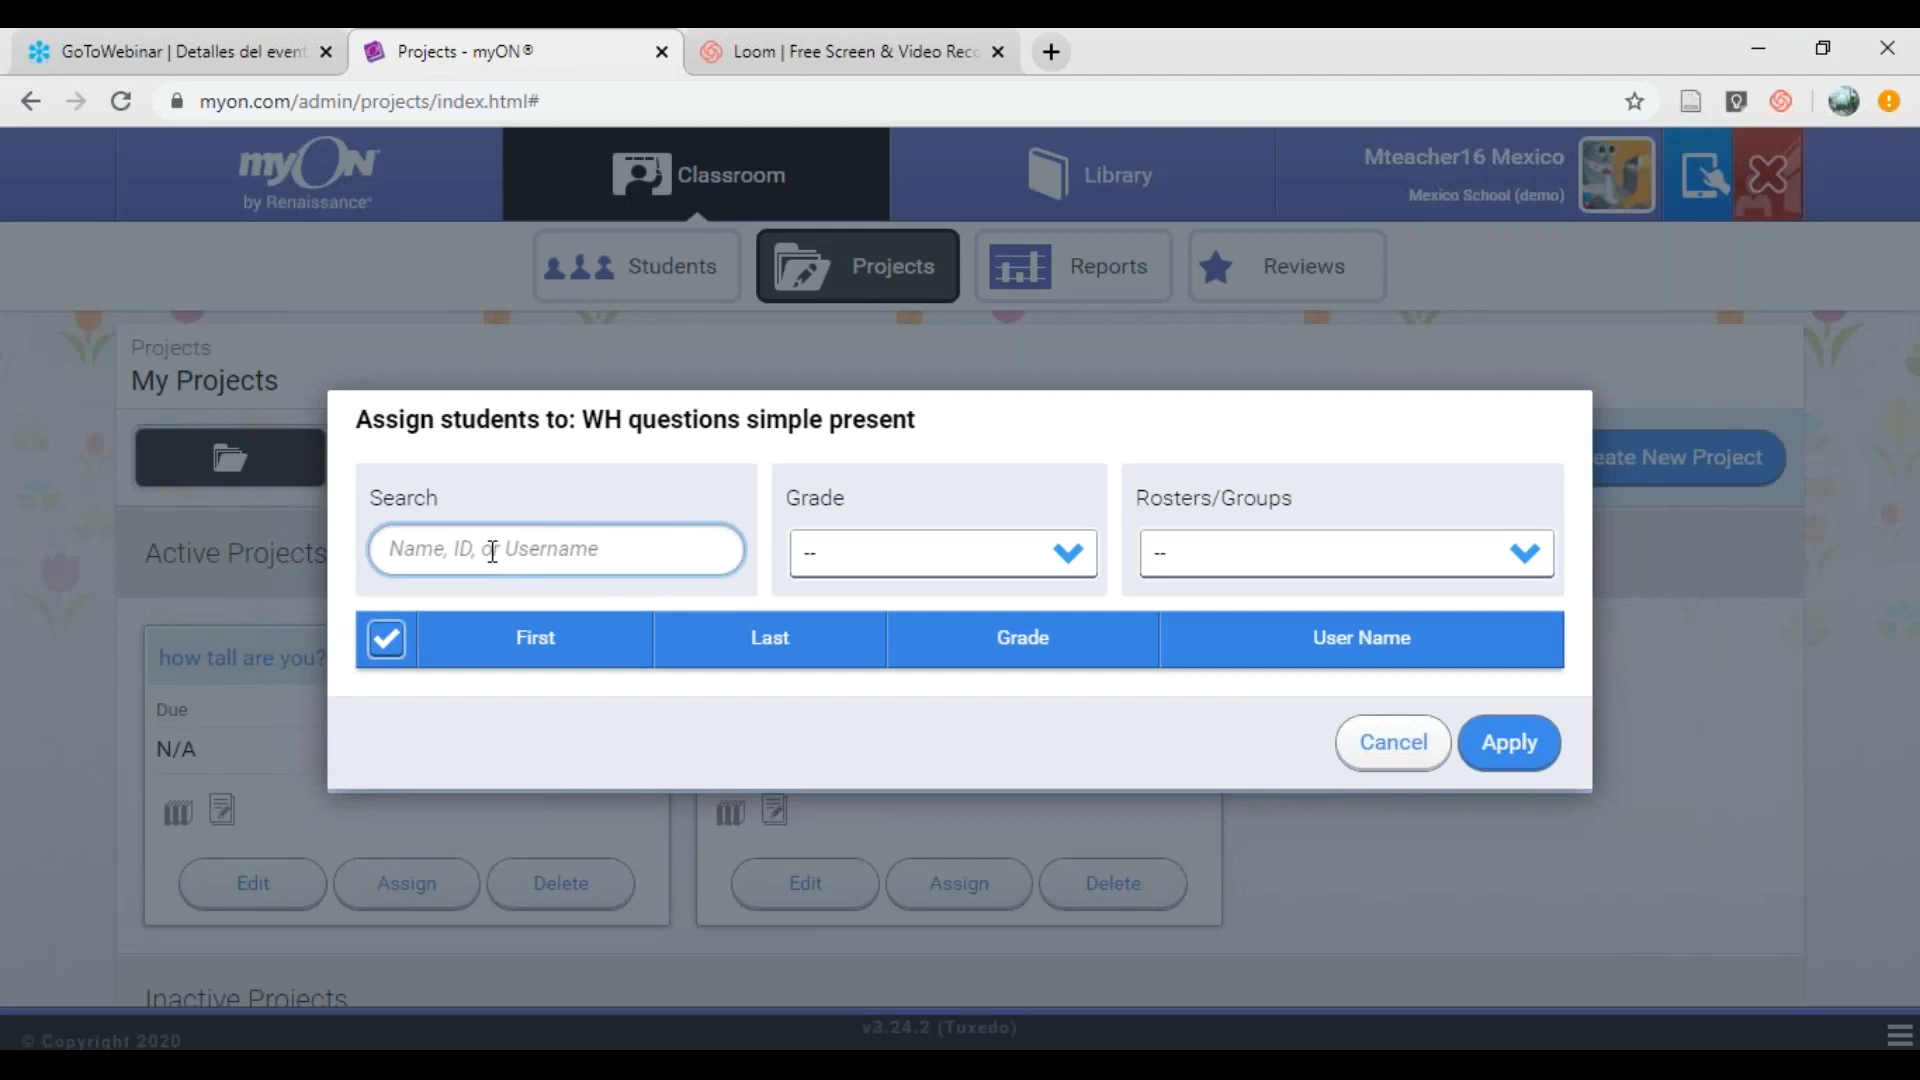 GoToWebinar | Detalles del event
Projects - myON®
Loom | Free Screen & Video Rec
myon.com/admin/projects/index.html#
myON
by Renaissance
Classroom
Library
Mteacher16 Mexico
Mexico School (demo)
Students
Projects
Reports
Reviews
Projects
My Projects
Assign students to: WH questions simple present
eate New Project
Search
Grade
Rosters/Groups
Name, ID, or Username
--
--
Active Projects
First
Last
Grade
User Name
how tall are you?
Due
N/A
Cancel
Apply
Edit
Assign
Delete
Edit
Assign
Delete
Inactive Projects
v3.24.2 (Tuxedo)
© Copyright 2020